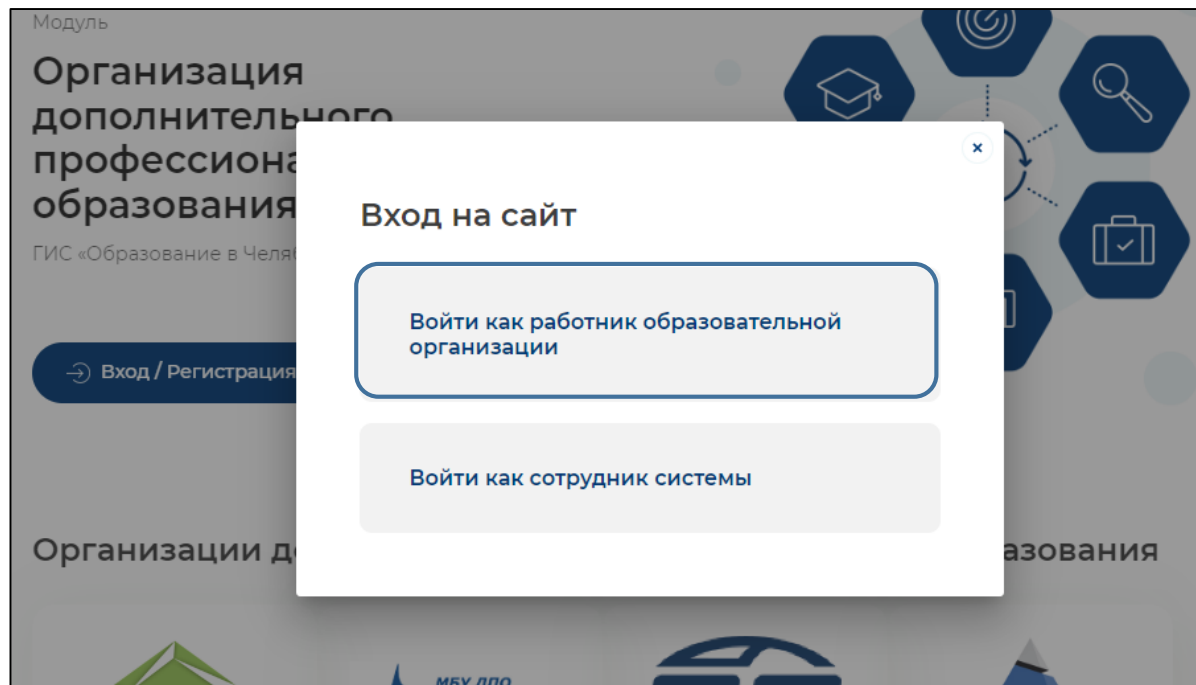 Модуль
Организация
дополнительного
профессиона
образования
ГИС «Образование в Челяб
Вход / Регистрация
Вход на сайт
Войти как работник образовательной
организации
Войти как сотрудник системы
Организации д
азования
МБУ ДПО